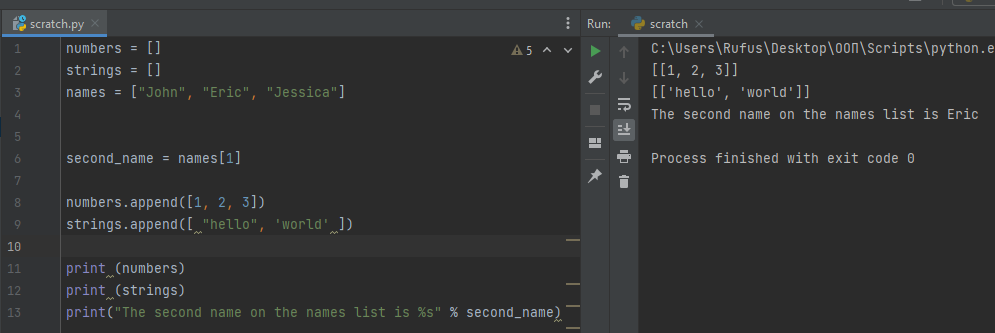 scratch.py
Run: scratch
1 numbers = []
5
2 strings = []
3 names = ["John", "Eric", "Jessica"]
4
5
6 second_name = names[1]
7
8 numbers.append([1, 2, 3])
9 strings.append([ "hello", 'world' ])
10
11 print (numbers)
12 print (strings)
13 print("The second name on the names list is %s" % second_name)
C:\Users\Rufus\Desktop\ООП\Scripts\python.e
[[1, 2, 3]]
[['hello', 'world']]
The second name on the names list is Eric
Process finished with exit code 0